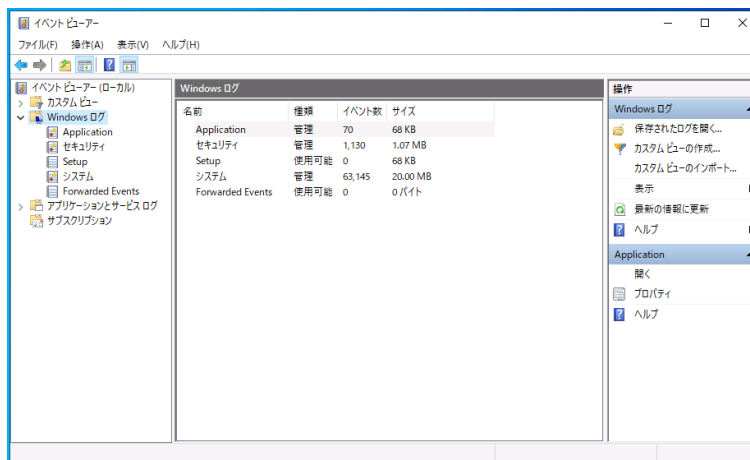 イベント ビューアー
ファイル(F) 操作(A) 表示(V) ヘルプ(H)
イベント ビューアー (ローカル)
カスタム ビュー
Windows ログ
Application
セキュリティ
Setup
システム
Forwarded Events
アプリケーションとサービス ログ
サブスクリプション
Windows ログ
名前 種類 イベント数 サイズ
Application 管理 70 68 KB
セキュリティ 管理 1,130 1.07 MB
Setup 使用可能 0 68 KB
システム 管理 63,145 20.00 MB
Forwarded Events 使用可能 0 0 バイト
操作
Windows ログ
保存されたログを開く...
カスタム ビューの作成...
カスタム ビューのインポート...
表示
最新の情報に更新
ヘルプ
Application
開く
プロパティ
ヘルプ